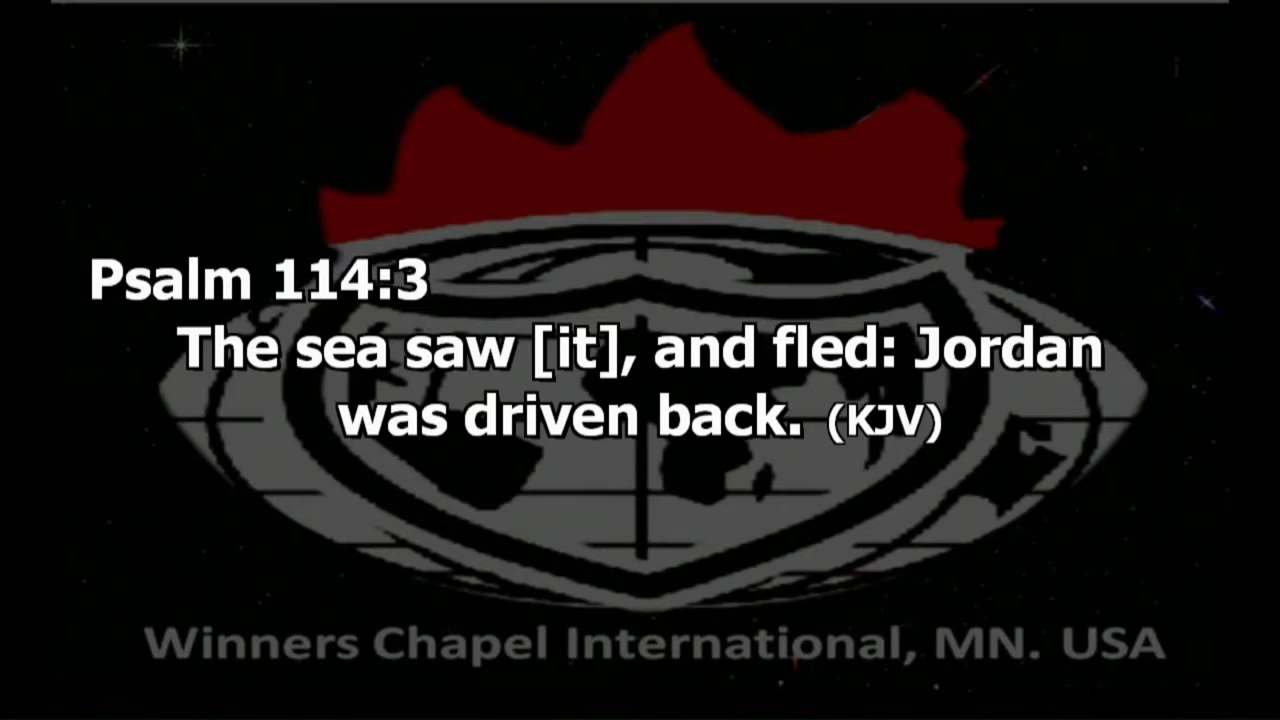 Psalm 114:3
The sea saw [it], and fled: Jordan
was driven back. (KJV)
Winners Chapel International, MN. USA